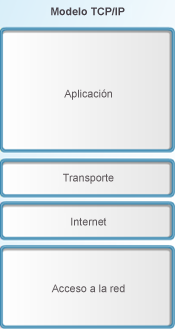 Modelo TCP/IP
Aplicación
Transporte
Internet
Acceso a la red